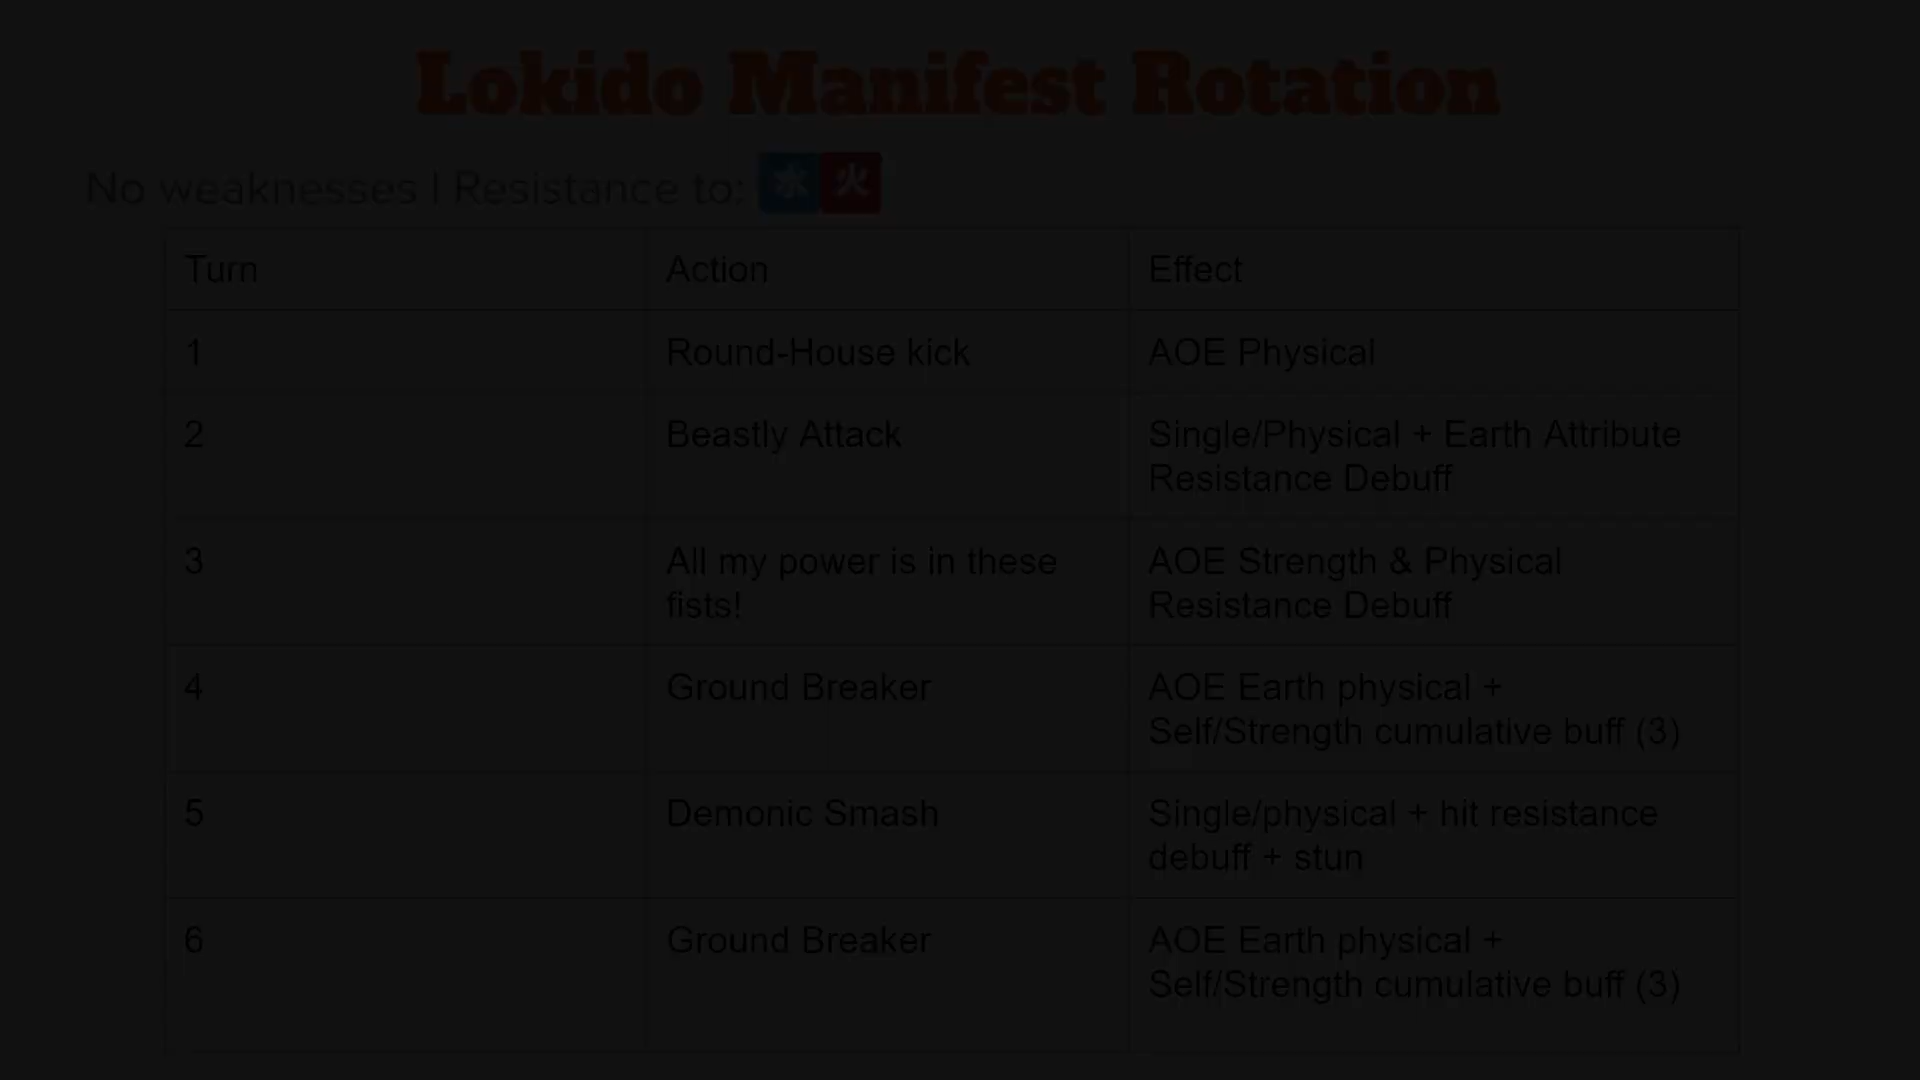 Lokido Manifest Rotation
No weaknesses | Resistance to: 水 火
Turn Action Effect
1 Round-House kick AOE Physical
2 Beastly Attack Single/Physical + Earth Attribute
Resistance Debuff
3 All my power is in these AOE Strength & Physical
fists! Resistance Debuff
4 Ground Breaker AOE Earth physical +
Self/Strength cumulative buff (3)
5 Demonic Smash Single/physical + hit resistance
debuff + stun
6 Ground Breaker AOE Earth physical +
Self/Strength cumulative buff (3)